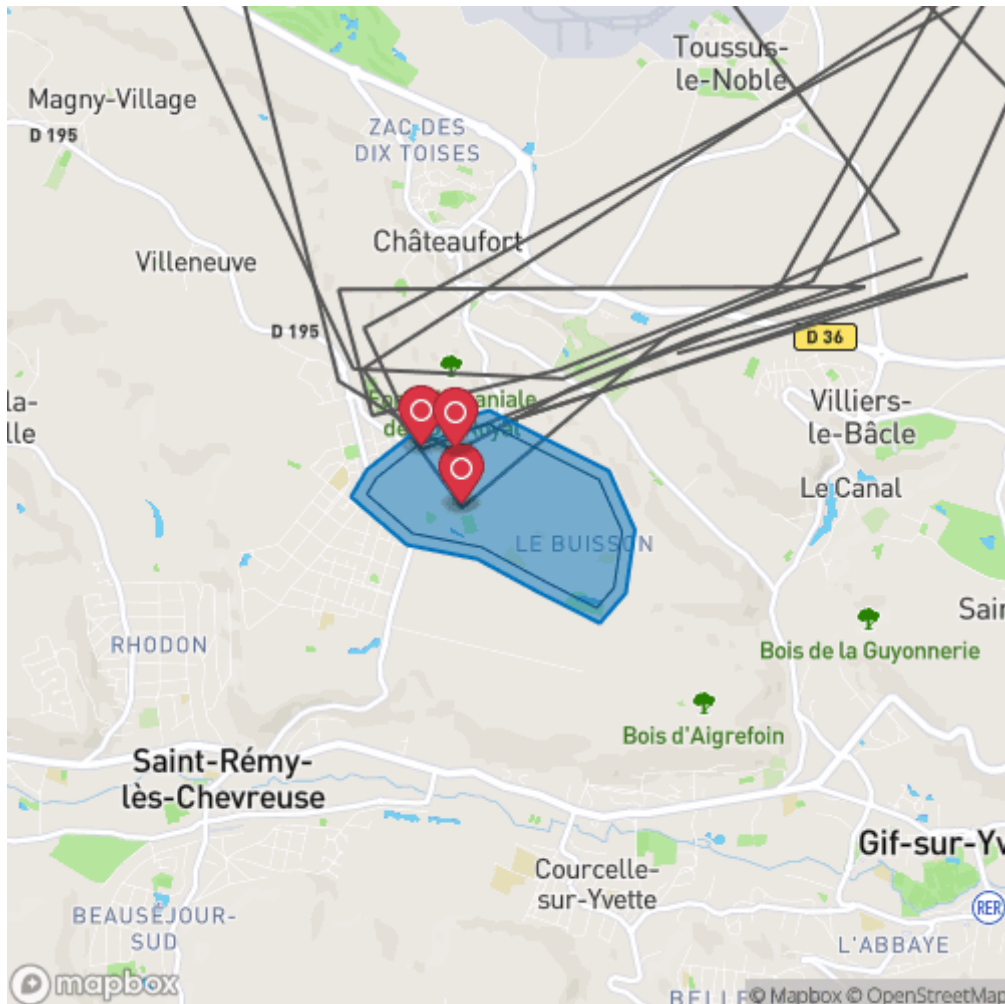 Toussus-
le-Noble
Magny-Village
D 195
ZAC DES
DIX TOISES
Châteaufort
Villeneuve
D 195
D 36
la-
lle
Villiers-
le-Bâcle
Le Canal
LE BUISSON
Sain
RHODON
Bois de la Guyonnerie
Bois d'Aigrefoin
Saint-Rémy-
lès-Chevreuse
Gif-sur-Yv
Courcelle-
sur-Yvette
RER
BEAUSÉJOUR-
SUD
L'ABBAYE
mapbox
BELLE
© Mapbox © OpenStreetMap